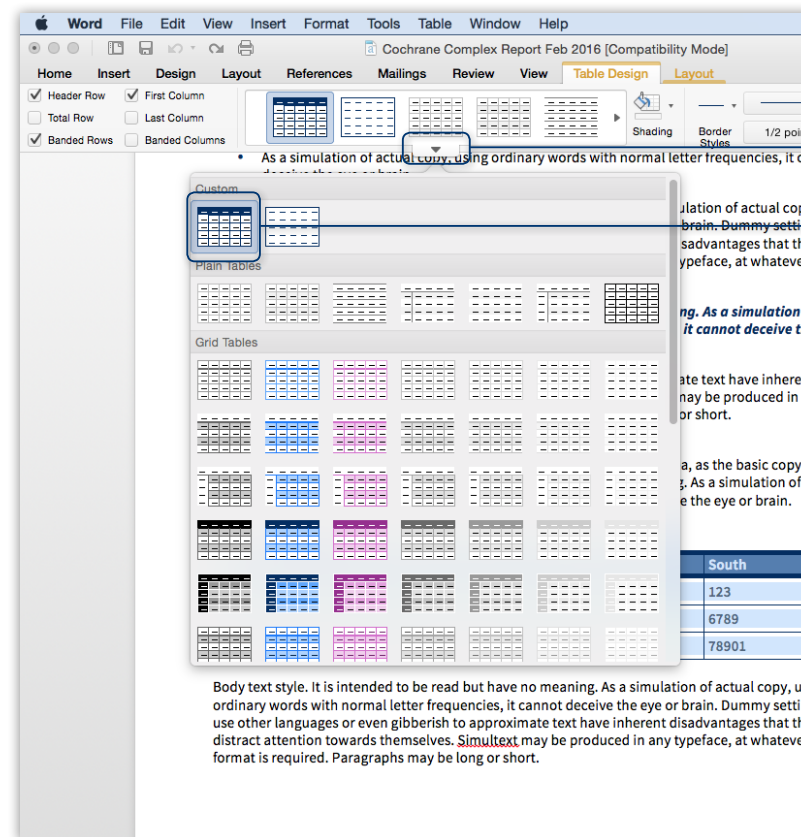 Word File Edit View Insert Format Tools Table Window Help
Cochrane Complex Report Feb 2016 [Compatibility Mode]
Home Insert Design Layout References Mailings Review View Table Design Layout
Header Row First Column
Total Row Last Column
Banded Rows Banded Columns
Shading
Border Styles
1/2 poi
• As a simulation of actual copy, using ordinary words with normal letter frequencies, it c
deceive the eye or brain.
Custom
Plain Tables
Grid Tables
ulation of actual cop
brain. Dummy setti
sadvantages that th
ypeface, at whateve
ng. As a simulation
it cannot deceive t
ate text have inhere
may be produced in
or short.
a, as the basic copy
g. As a simulation of
e the eye or brain.
South
123
6789
78901
Body text style. It is intended to be read but have no meaning. As a simulation of actual copy, u
ordinary words with normal letter frequencies, it cannot deceive the eye or brain. Dummy setti
use other languages or even gibberish to approximate text have inherent disadvantages that th
distract attention towards themselves. Simultext may be produced in any typeface, at whateve
format is required. Paragraphs may be long or short.